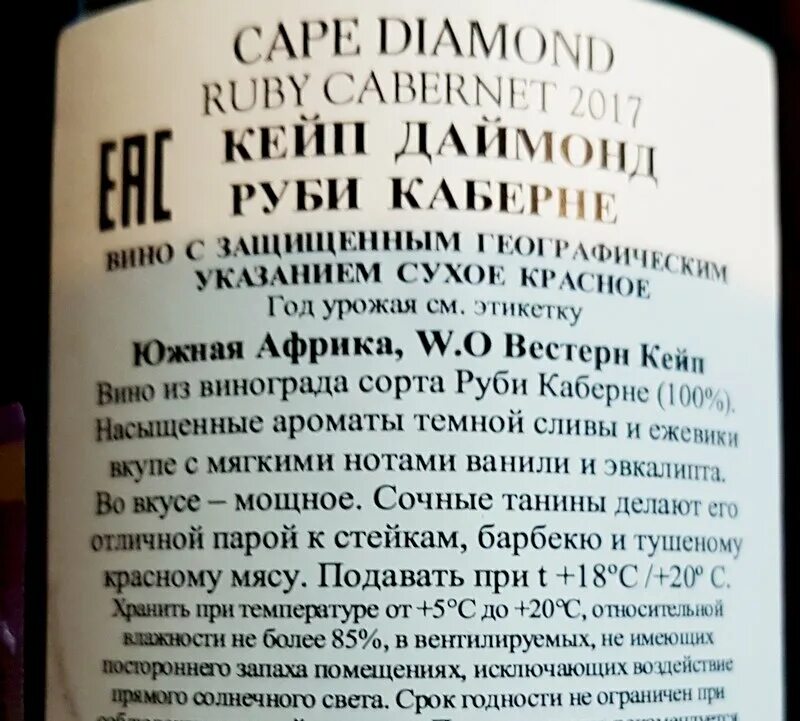 CAPE DIAMOND
RUBY CABERNET 2017
EAC
КЕЙП ДАЙМОНД
РУБИ КАБЕРНЕ
ВИНО С ЗАЩИЩЕННЫМ ГЕОГРАФИЧЕСКИМ
УКАЗАНИЕМ СУХОЕ КРАСНОЕ
Год урожая см. этикетку
Южная Африка, W.O Вестерн Кейп
Вино из винограда сорта Руби Каберне (100%).
Насыщенные ароматы темной сливы и ежевики
вкупе с мягкими нотами ванили и эвкалипта.
Во вкусе – мощное. Сочные танины делают его
отличной парой к стейкам, барбекю и тушеному
красному мясу. Подавать при t +18°C /+20° C.
Хранить при температуре от +5°C до +20°C, относительной
влажности не более 85%, в вентилируемых, не имеющих
постороннего запаха помещениях, исключающих воздействие
прямого солнечного света. Срок годности не ограничен при